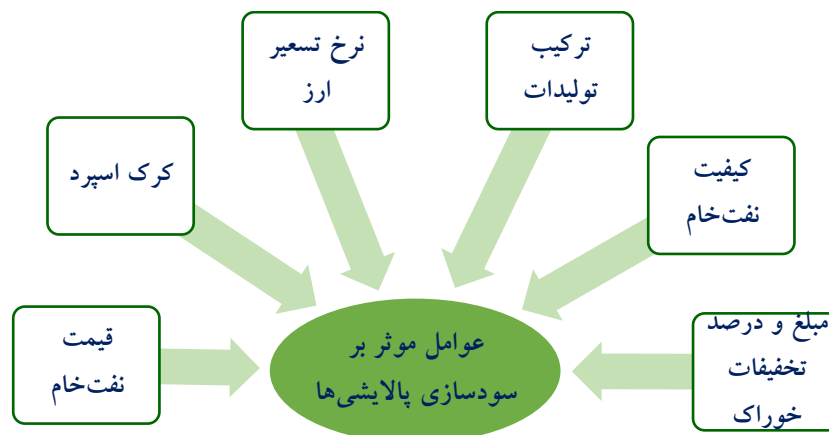 نرخ تسعیر
ارز
ترکیب
تولیدات
کرک اسپرد
کیفیت
نفت‌خام
قیمت
نفت‌خام
مبلغ و درصد
تخفیفات
خوراک
عوامل موثر بر
سودسازی پالایشی‌ها